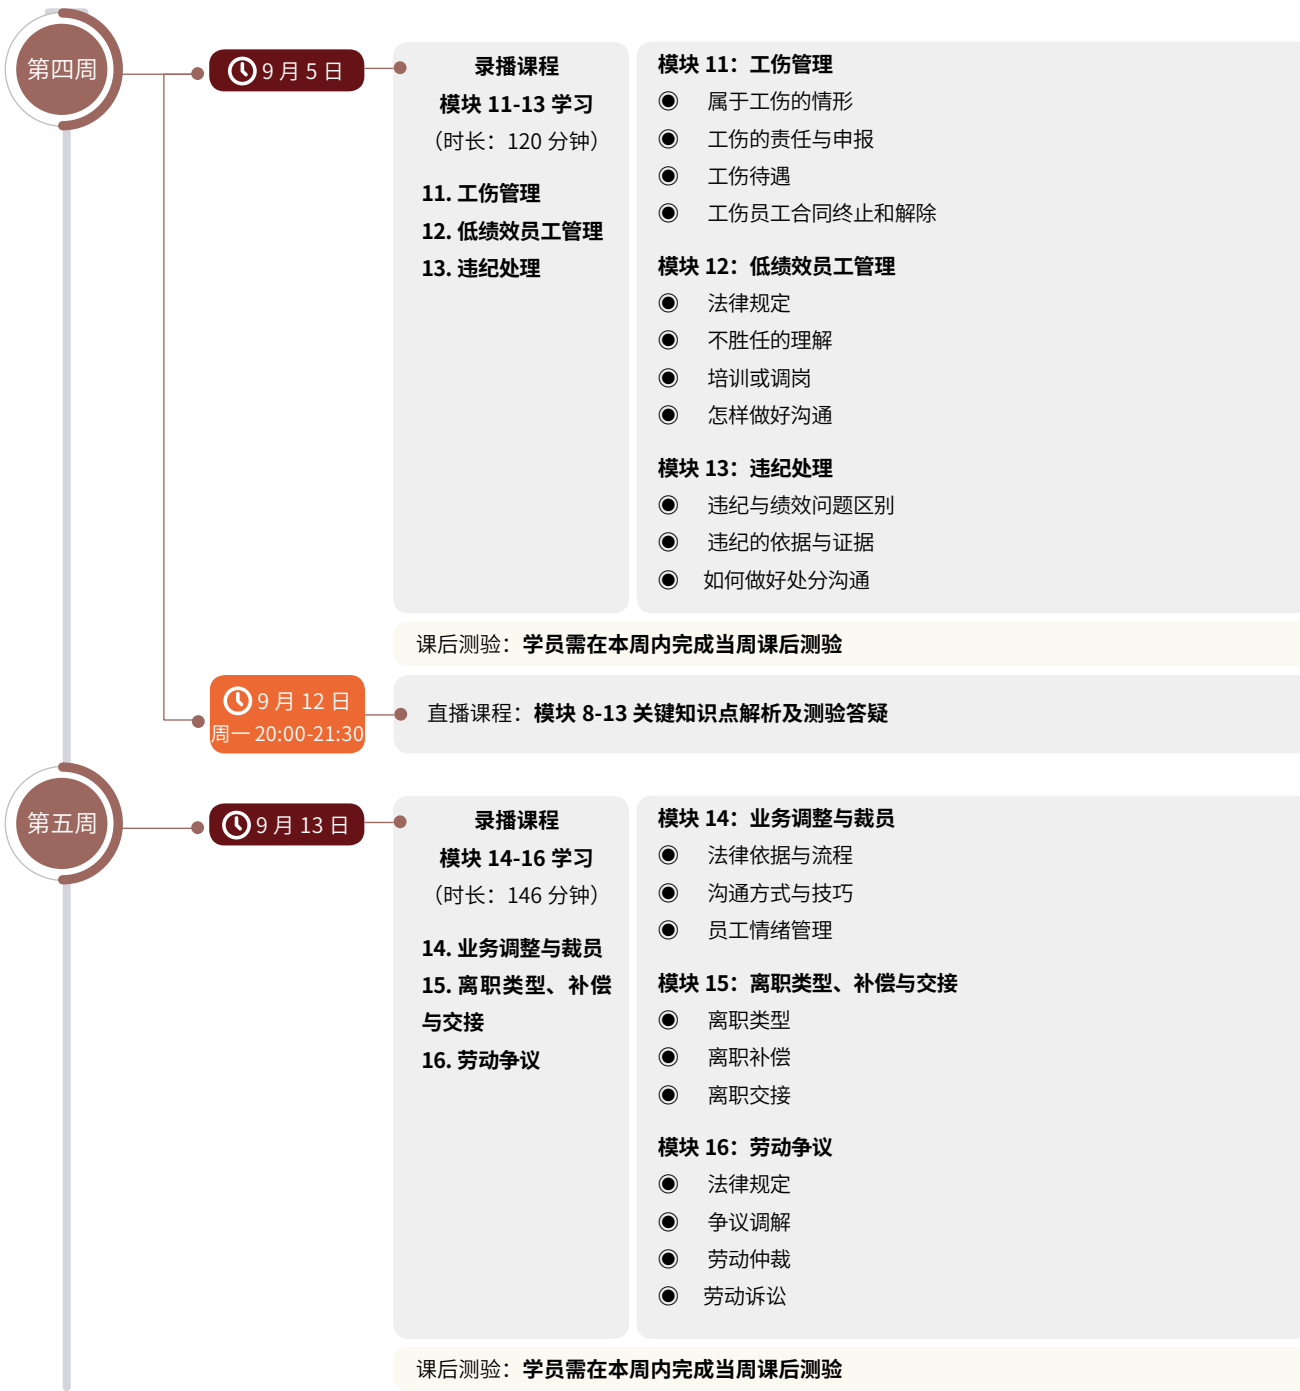 第四周
9 月 5 日
录播课程
模块 11-13 学习
（时长：120 分钟）
11. 工伤管理
12. 低绩效员工管理
13. 违纪处理
模块 11：工伤管理
◉ 属于工伤的情形
◉ 工伤的责任与申报
◉ 工伤待遇
◉ 工伤员工合同终止和解除
模块 12：低绩效员工管理
◉ 法律规定
◉ 不胜任的理解
◉ 培训或调岗
◉ 怎样做好沟通
模块 13：违纪处理
◉ 违纪与绩效问题区别
◉ 违纪的依据与证据
◉ 如何做好处分沟通
课后测验：学员需在本周内完成当周课后测验
9 月 12 日
周一 20:00-21:30
直播课程：模块 8-13 关键知识点解析及测验答疑
第五周
9 月 13 日
录播课程
模块 14-16 学习
（时长：146 分钟）
14. 业务调整与裁员
15. 离职类型、补偿
与交接
16. 劳动争议
模块 14：业务调整与裁员
◉ 法律依据与流程
◉ 沟通方式与技巧
◉ 员工情绪管理
模块 15：离职类型、补偿与交接
◉ 离职类型
◉ 离职补偿
◉ 离职交接
模块 16：劳动争议
◉ 法律规定
◉ 争议调解
◉ 劳动仲裁
◉ 劳动诉讼
课后测验：学员需在本周内完成当周课后测验